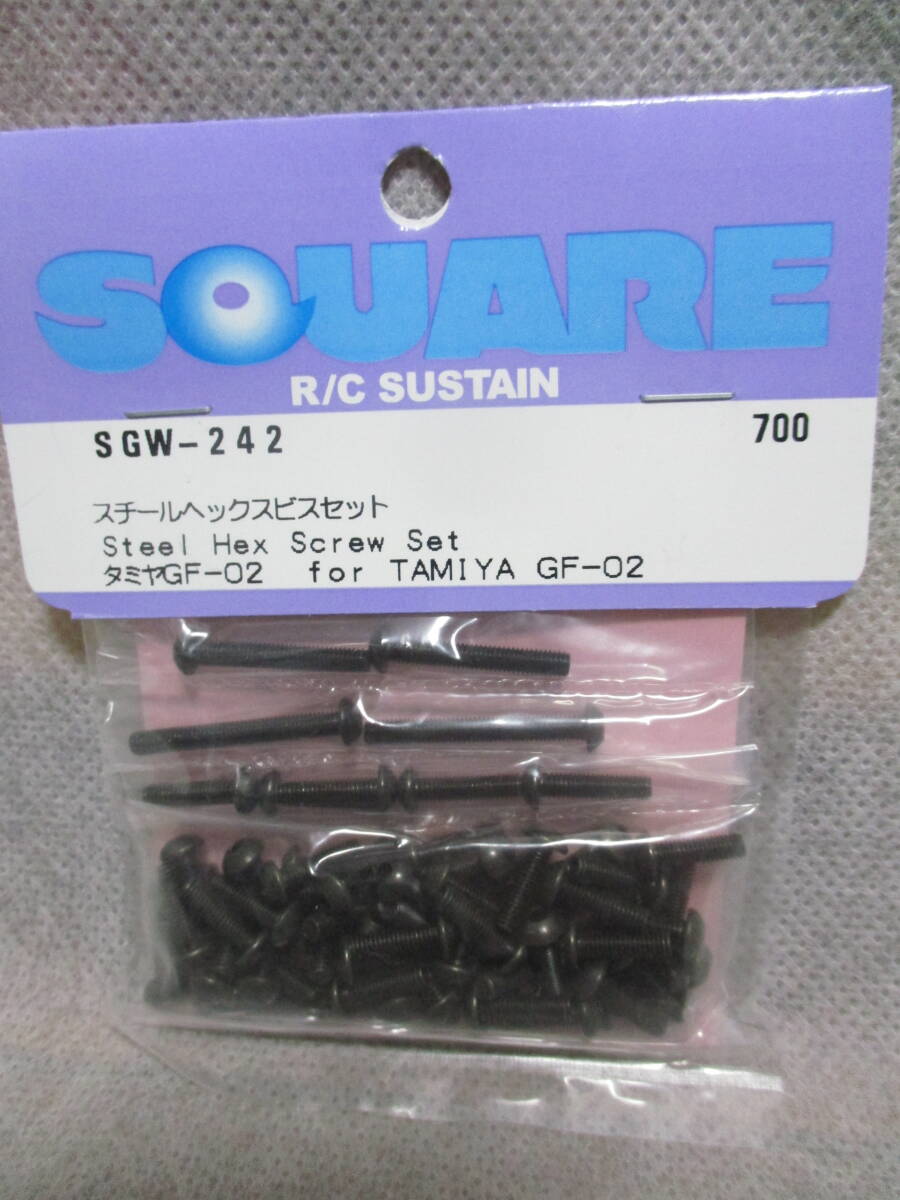 SQUARE
R/C SUSTAIN
SGW-242 700
スチールヘックスビスセット
Steel Hex Screw Set
タミヤGF-02 for TAMIYA GF-02